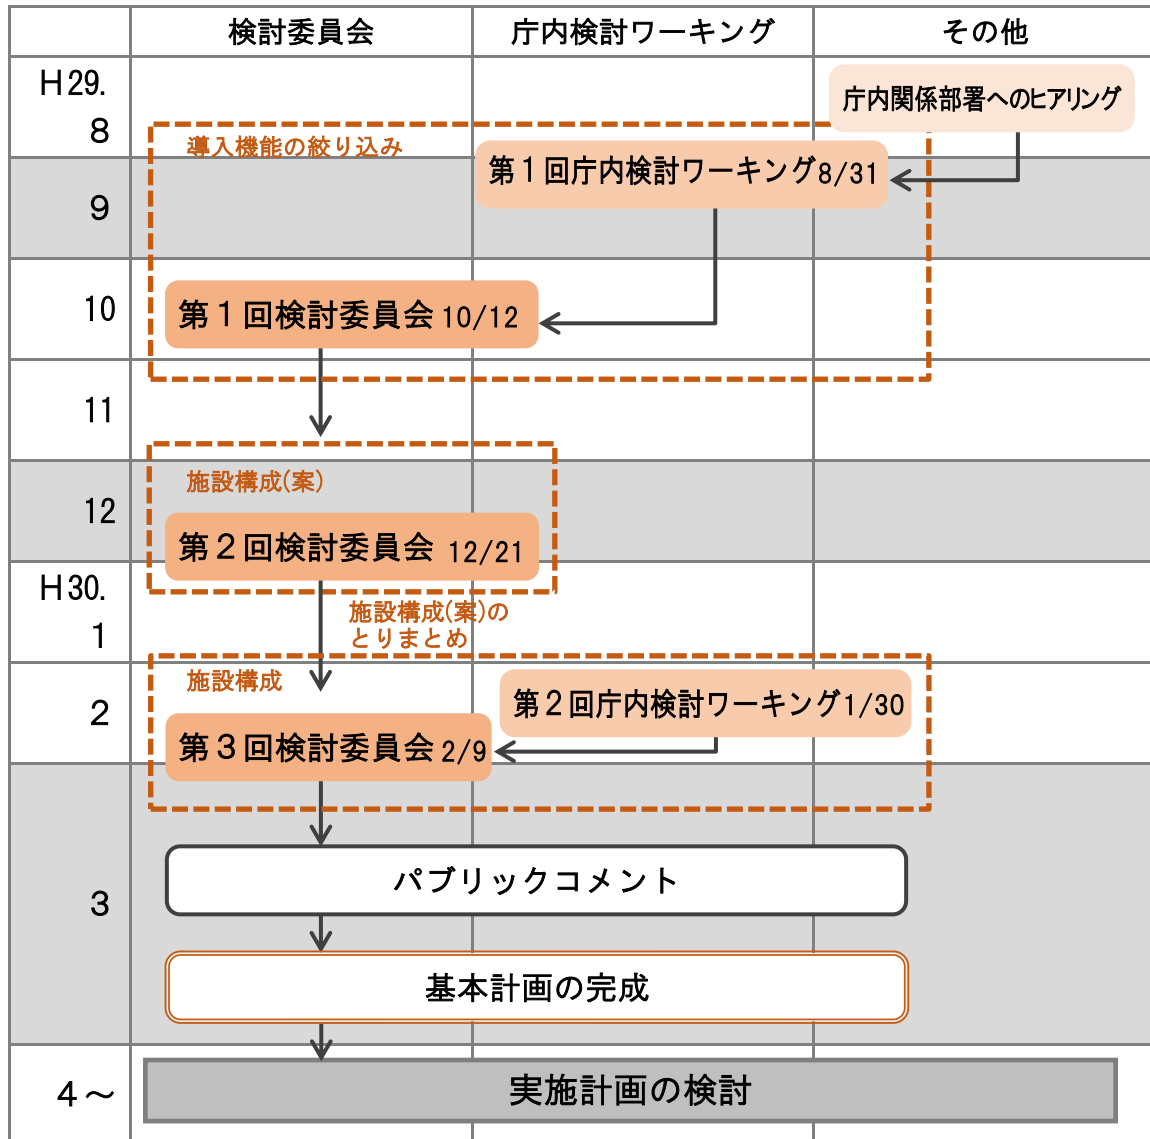 検討委員会
庁内検討ワーキング
その他
H29.
8
庁内関係部署へのヒアリング
導入機能の絞り込み
第１回庁内検討ワーキング8/31
9
10
第１回検討委員会 10/12
11
施設構成(案)
12
第２回検討委員会 12/21
H30.
1
施設構成(案)の
とりまとめ
施設構成
2
第２回庁内検討ワーキング1/30
第３回検討委員会 2/9
パブリックコメント
3
基本計画の完成
4～
実施計画の検討